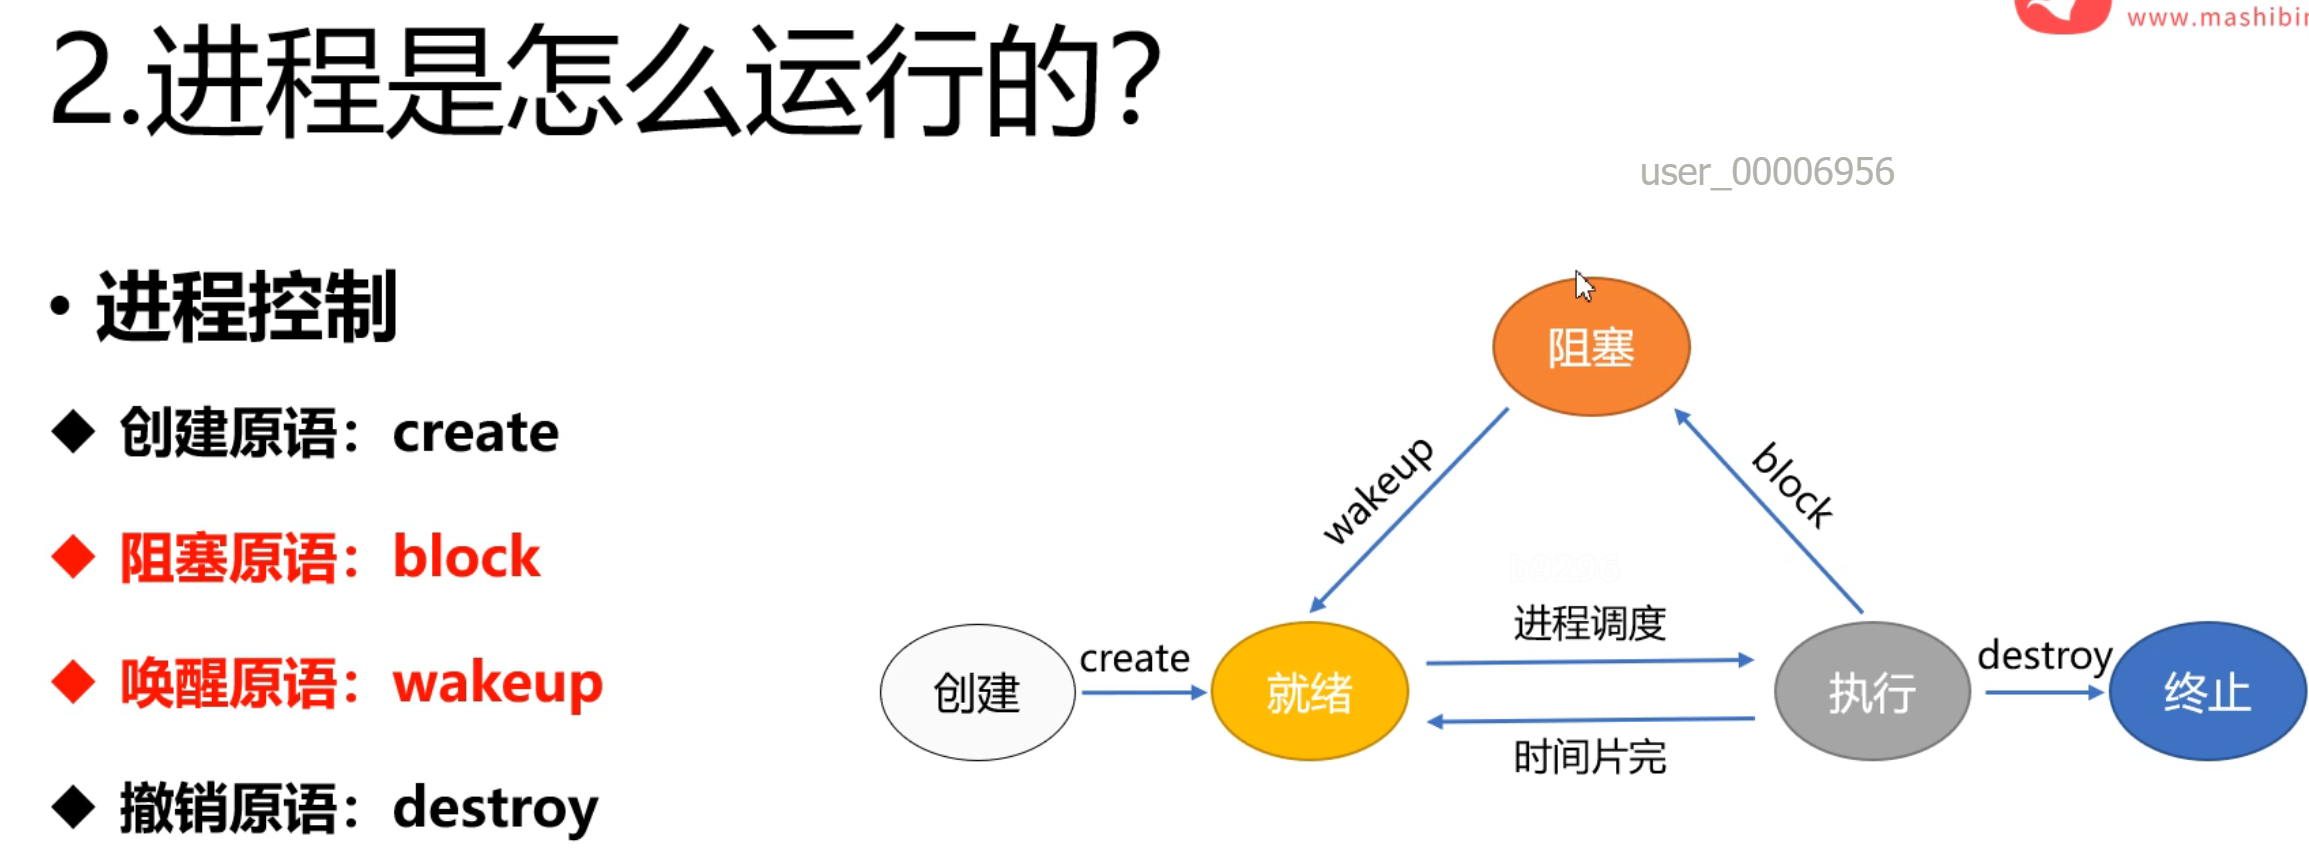 www.mashibin
2.进程是怎么运行的?
user_00006956
• 进程控制
◆ 创建原语：create
◆ 阻塞原语：block
◆ 唤醒原语：wakeup
◆ 撤销原语：destroy
阻塞
wakeup
block
b9296
进程调度
创建
create
就绪
执行
destroy
终止
时间片完